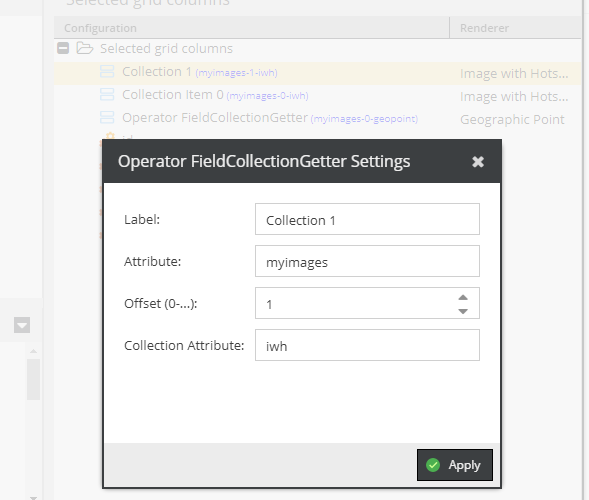 Selected grid columns
Configuration Renderer
Selected grid columns
Collection 1 (myimages-1-iwh) Image with Hots...
Collection Item 0 (myimages-0-iwh) Image with Hots...
Operator FieldCollectionGetter (myimages-0-geopoint) Geographic Point
Operator FieldCollectionGetter Settings
Label: Collection 1
Attribute: myimages
Offset (0-...): 1
Collection Attribute: iwh
Apply